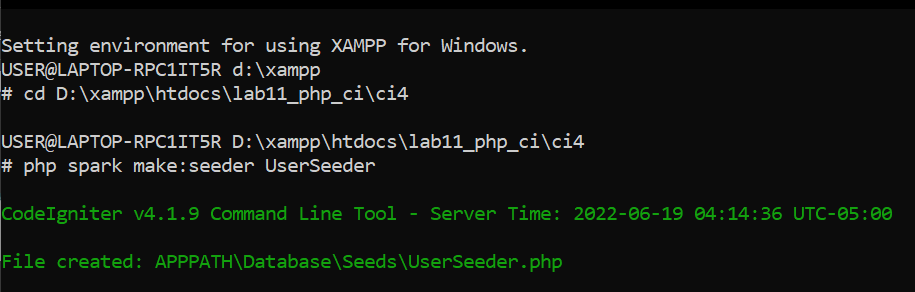 Setting environment for using XAMPP for Windows.
USER@LAPTOP-RPC1IT5R d:\xampp
# cd D:\xampp\htdocs\lab11_php_ci\ci4
USER@LAPTOP-RPC1IT5R D:\xampp\htdocs\lab11_php_ci\ci4
# php spark make:seeder UserSeeder
CodeIgniter v4.1.9 Command Line Tool - Server Time: 2022-06-19 04:14:36 UTC-05:00
File created: APPPATH\Database\Seeds\UserSeeder.php